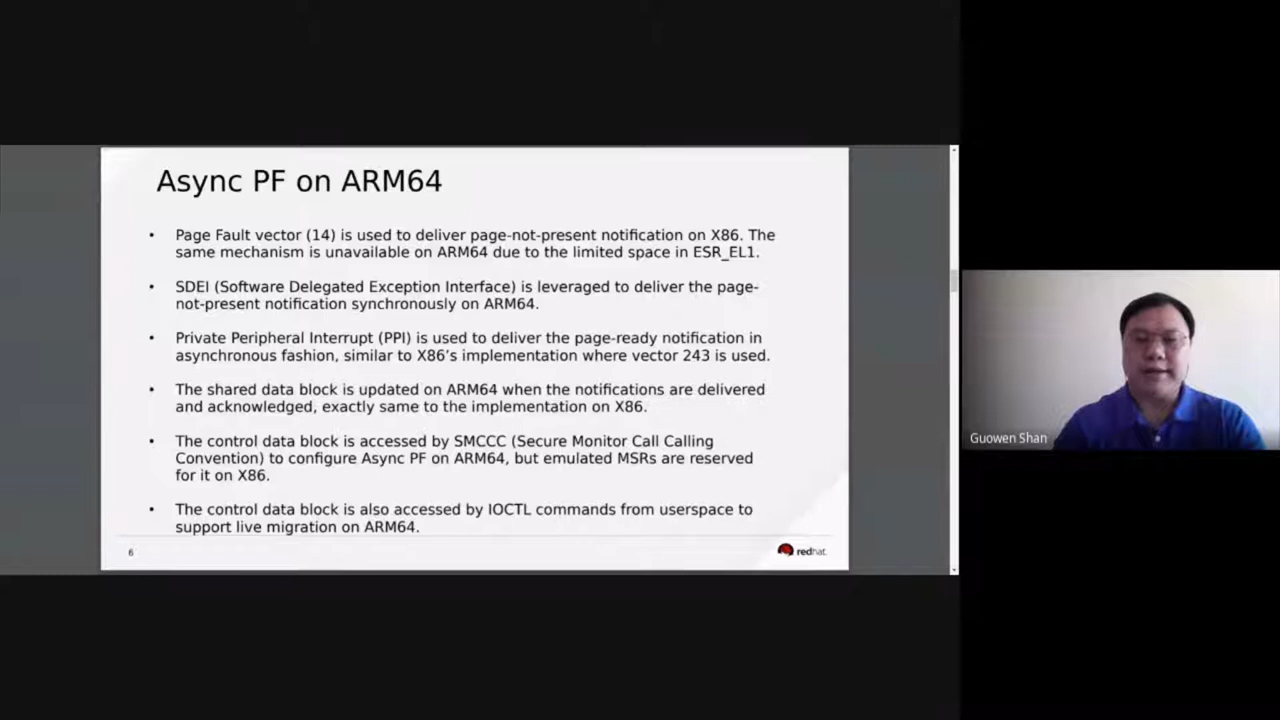 Async PF on ARM64
• Page Fault vector (14) is used to deliver page-not-present notification on X86. The
same mechanism is unavailable on ARM64 due to the limited space in ESR_EL1.
• SDEI (Software Delegated Exception Interface) is leveraged to deliver the page-
not-present notification synchronously on ARM64.
• Private Peripheral Interrupt (PPI) is used to deliver the page-ready notification in
asynchronous fashion, similar to X86’s implementation where vector 243 is used.
• The shared data block is updated on ARM64 when the notifications are delivered
and acknowledged, exactly same to the implementation on X86.
• The control data block is accessed by SMCCC (Secure Monitor Call Calling
Convention) to configure Async PF on ARM64, but emulated MSRs are reserved
for it on X86.
• The control data block is also accessed by IOCTL commands from userspace to
support live migration on ARM64.
6
redhat
Guowen Shan